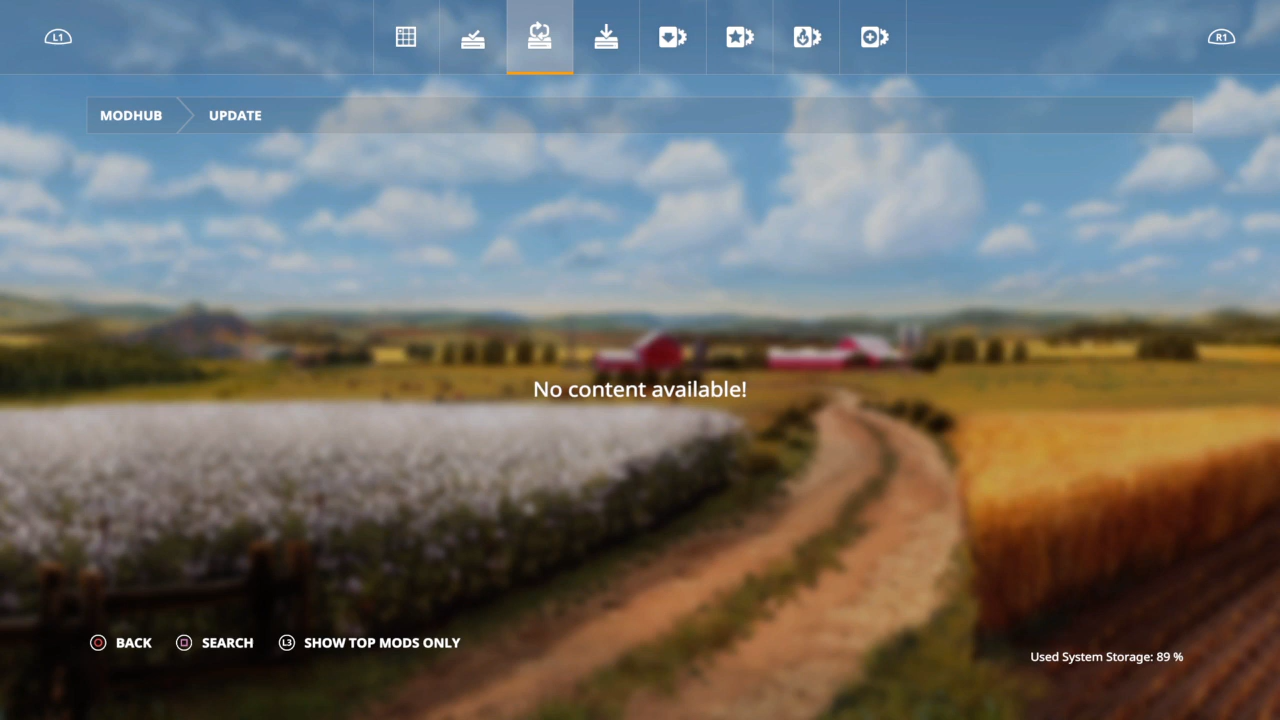 L1
R1
MODHUB
UPDATE
No content available!
BACK
SEARCH
L3 SHOW TOP MODS ONLY
Used System Storage: 89 %